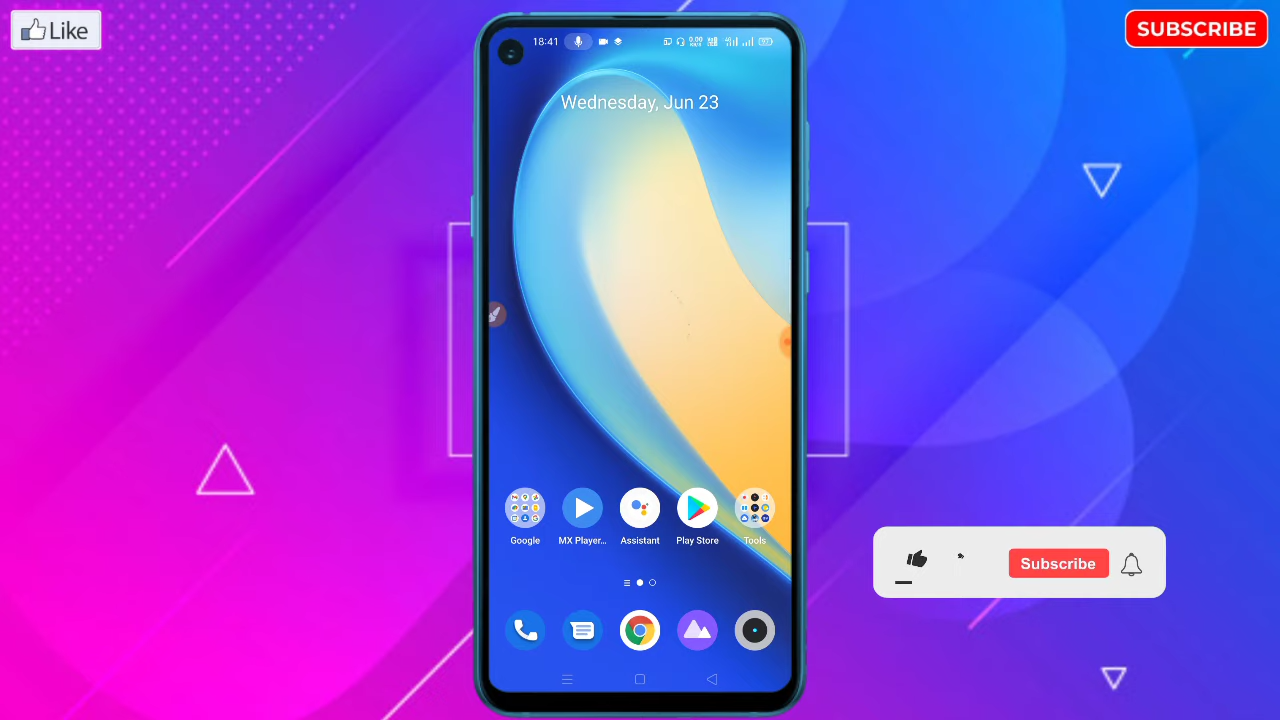 Like
SUBSCRIBE
18:41
Wednesday, Jun 23
Google
MX Player...
Assistant
Play Store
Tools
Subscribe